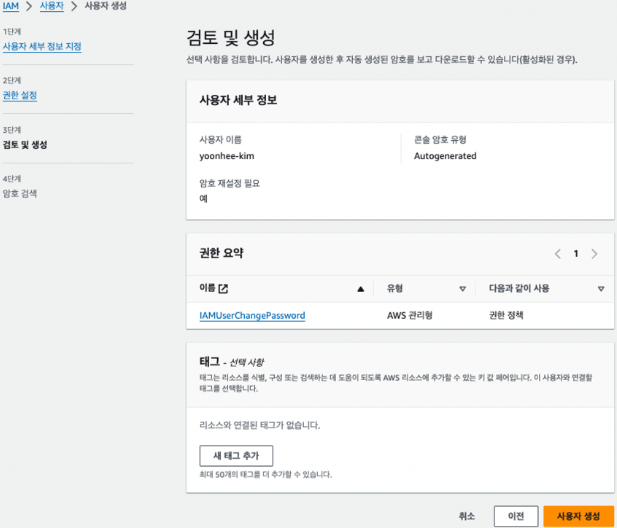 IAM > 사용자 > 사용자 생성
1단계
사용자 세부 정보 지정
2단계
권한 설정
3단계
검토 및 생성
4단계
암호 검색
검토 및 생성
선택 사항을 검토합니다. 사용자를 생성한 후 자동 생성된 암호를 보고 다운로드할 수 있습니다(활성화된 경우).
사용자 세부 정보
사용자 이름
yoonhee-kim
콘솔 암호 유형
Autogenerated
암호 재설정 필요
예
권한 요약
< 1 >
이름 ▲ 유형 ▽ 다음과 같이 사용 ▽
IAMUserChangePassword AWS 관리형 권한 정책
태그 - 선택 사항
태그는 리소스를 식별, 구성 또는 검색하는 데 도움이 되도록 AWS 리소스에 추가할 수 있는 키 값 페어입니다. 이 사용자와 연결할
태그를 선택합니다.
리소스와 연결된 태그가 없습니다.
새 태그 추가
최대 50개의 태그를 더 추가할 수 있습니다.
취소 이전 사용자 생성